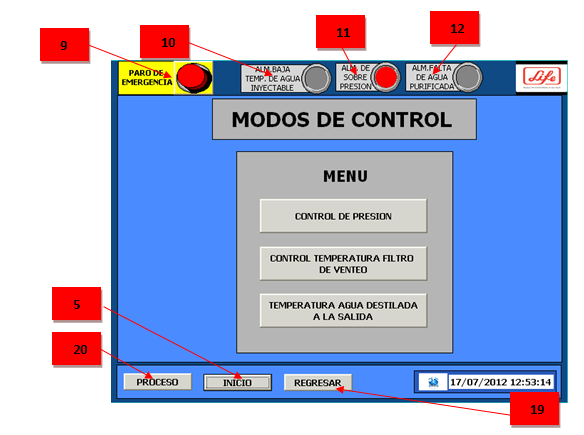 9
10
11
12
PARO DE
EMERGENCIA
ALM.BAJA
TEMP. DE AGUA
INYECTABLE
ALM. DE
SOBRE
PRESION
ALM.FALTA
DE AGUA
PURIFICADA
Life
MODOS DE CONTROL
MENU
CONTROL DE PRESION
CONTROL TEMPERATURA FILTRO
DE VENTEO
TEMPERATURA AGUA DESTILADA
A LA SALIDA
5
20
PROCESO
INICIO
REGRESAR
17/07/2012 12:53:14
19